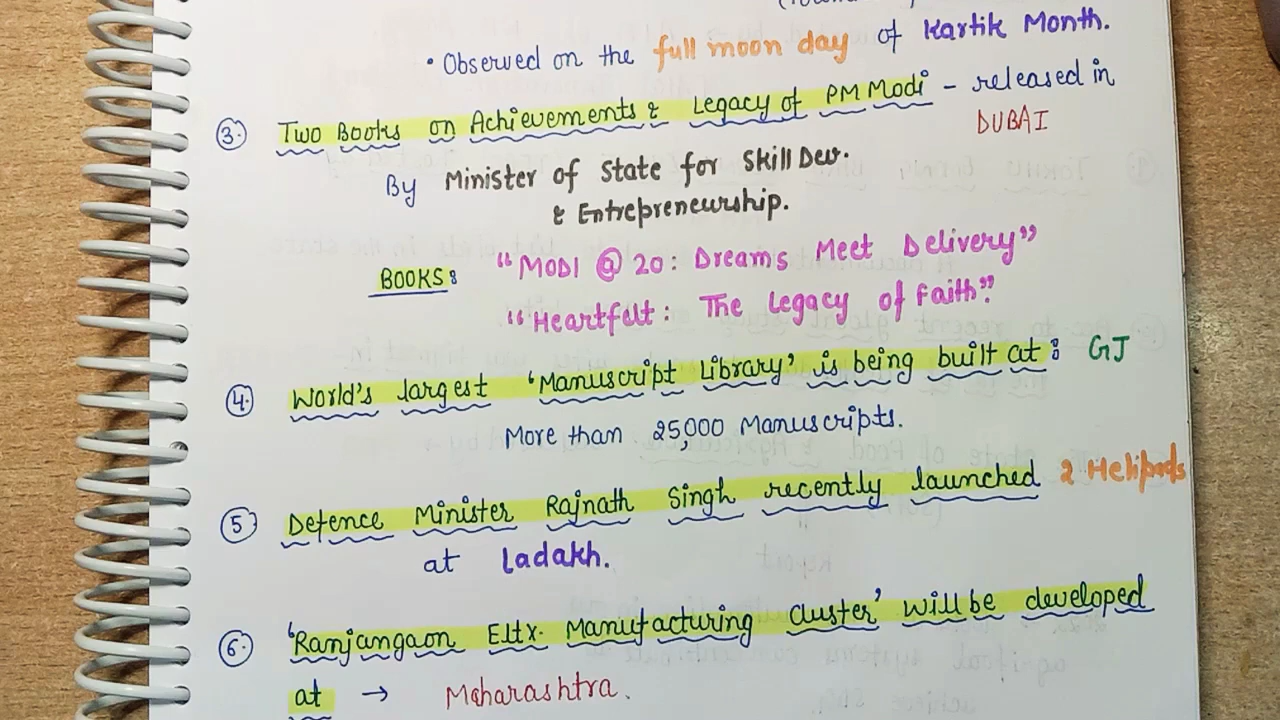 • Observed on the full moon day of Kartik Month.
3. Two Books on Achievements & Legacy of PM Modi – released in
DUBAI
By Minister of State for Skill Dev.
& Entrepreneurship.
BOOKS: "MODI @ 20: Dreams Meet Delivery"
"Heartfelt: The Legacy of Faith".
4. World's largest 'Manuscript Library' is being built at: GJ
More than 25,000 Manuscripts.
5. Defence Minister Rajnath Singh recently launched 2 Helipads
at Ladakh.
6. 'Ranjangaon Eltx. Manufacturing Cluster' will be developed
at → Maharashtra.